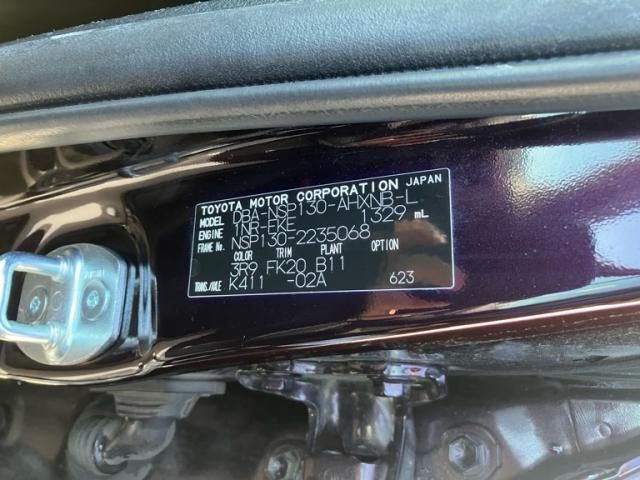 TOYOTA MOTOR CORPORATION JAPAN
MODEL DBA-NSP130-AHXNB-L
ENGINE 1NR-FKE 1329 mL
FRAME No. NSP130-2235068
COLOR TRIM PLANT OPTION
3R9 FK20 B11
TRANS./AXLE K411 -02A 623